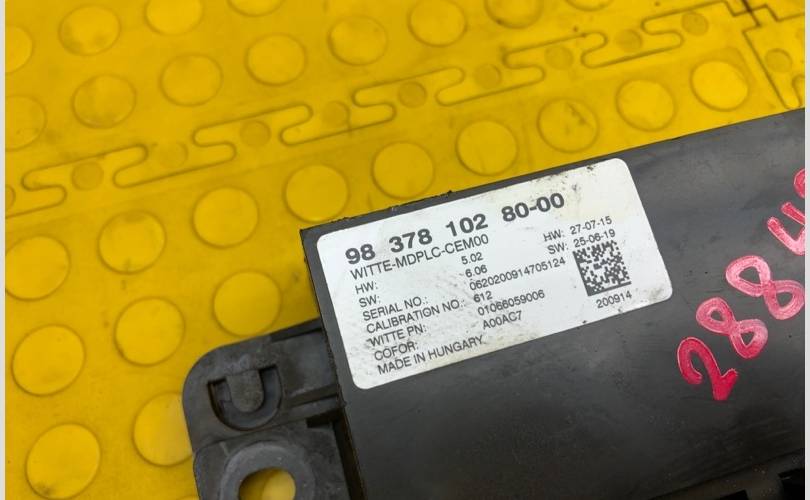 98 378 102 80-00
WITTE-MDPLC-CEM00
HW: 5.02 HW: 27-07-15
SW: 6.06 SW: 25-06-19
SERIAL NO.: 0620200914705124
CALIBRATION NO.: 612
WITTE PN: 01066059006
COFOR: A00AC7
MADE IN HUNGARY
200914
2884